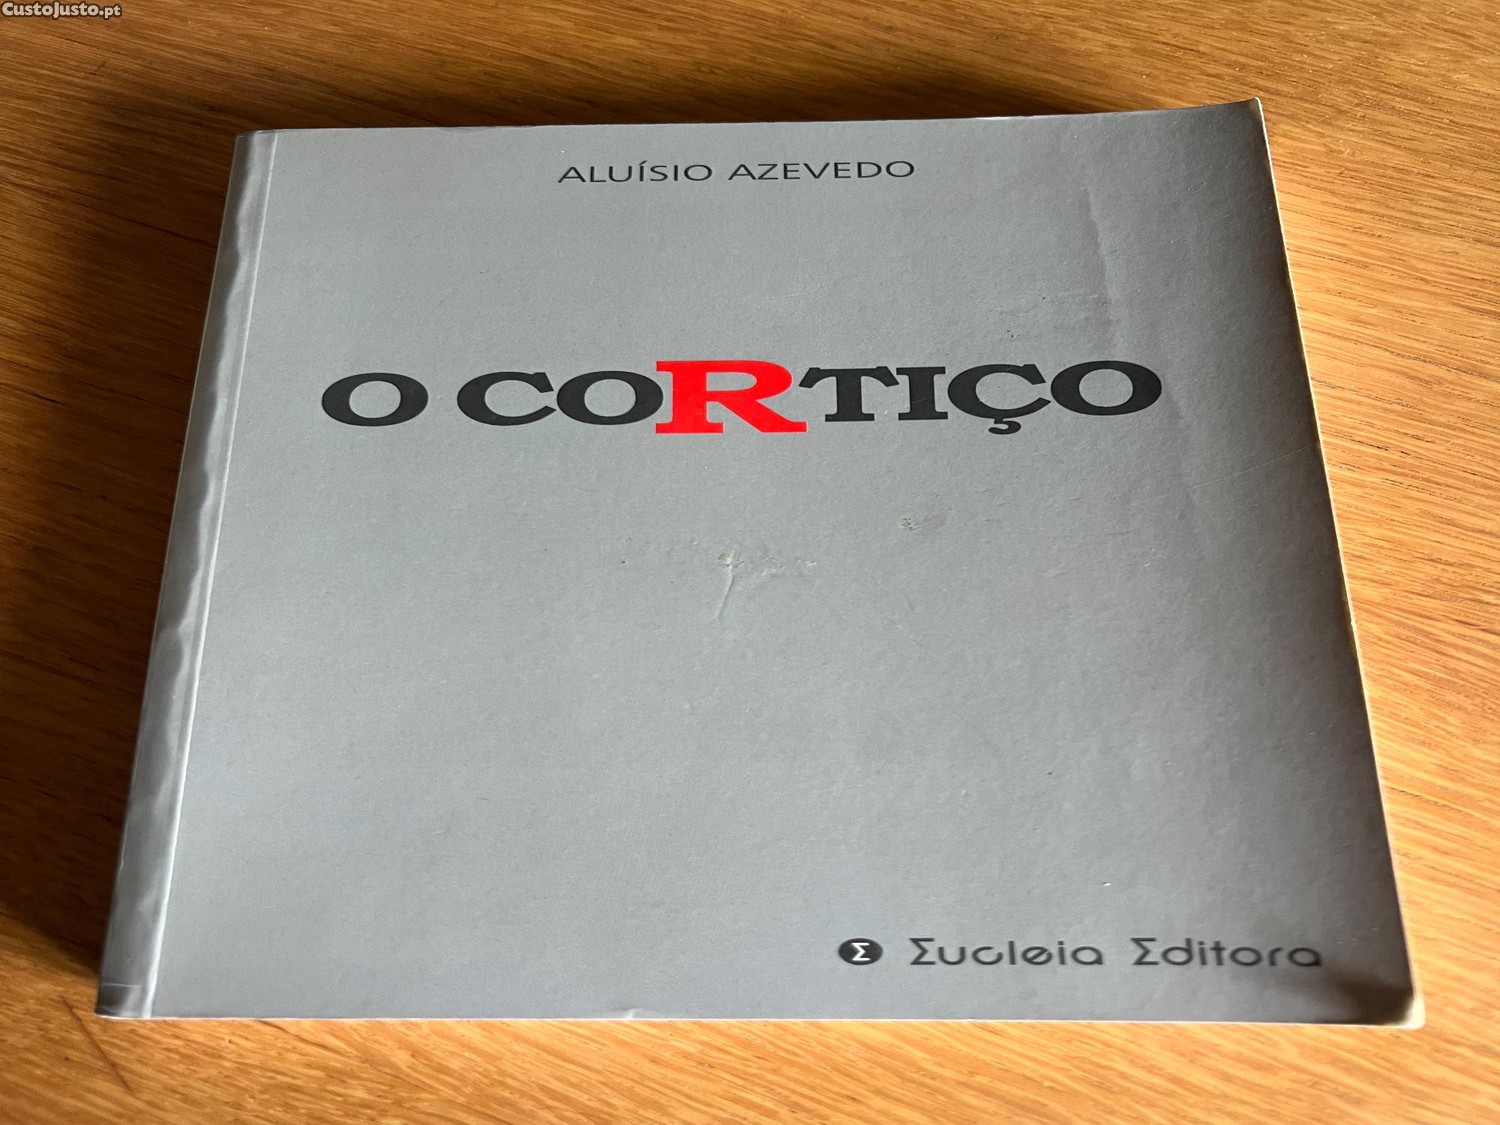 CustoJusto.pt
ALUÍSIO AZEVEDO
O CORTIÇO
Σ Σucleia Σditora